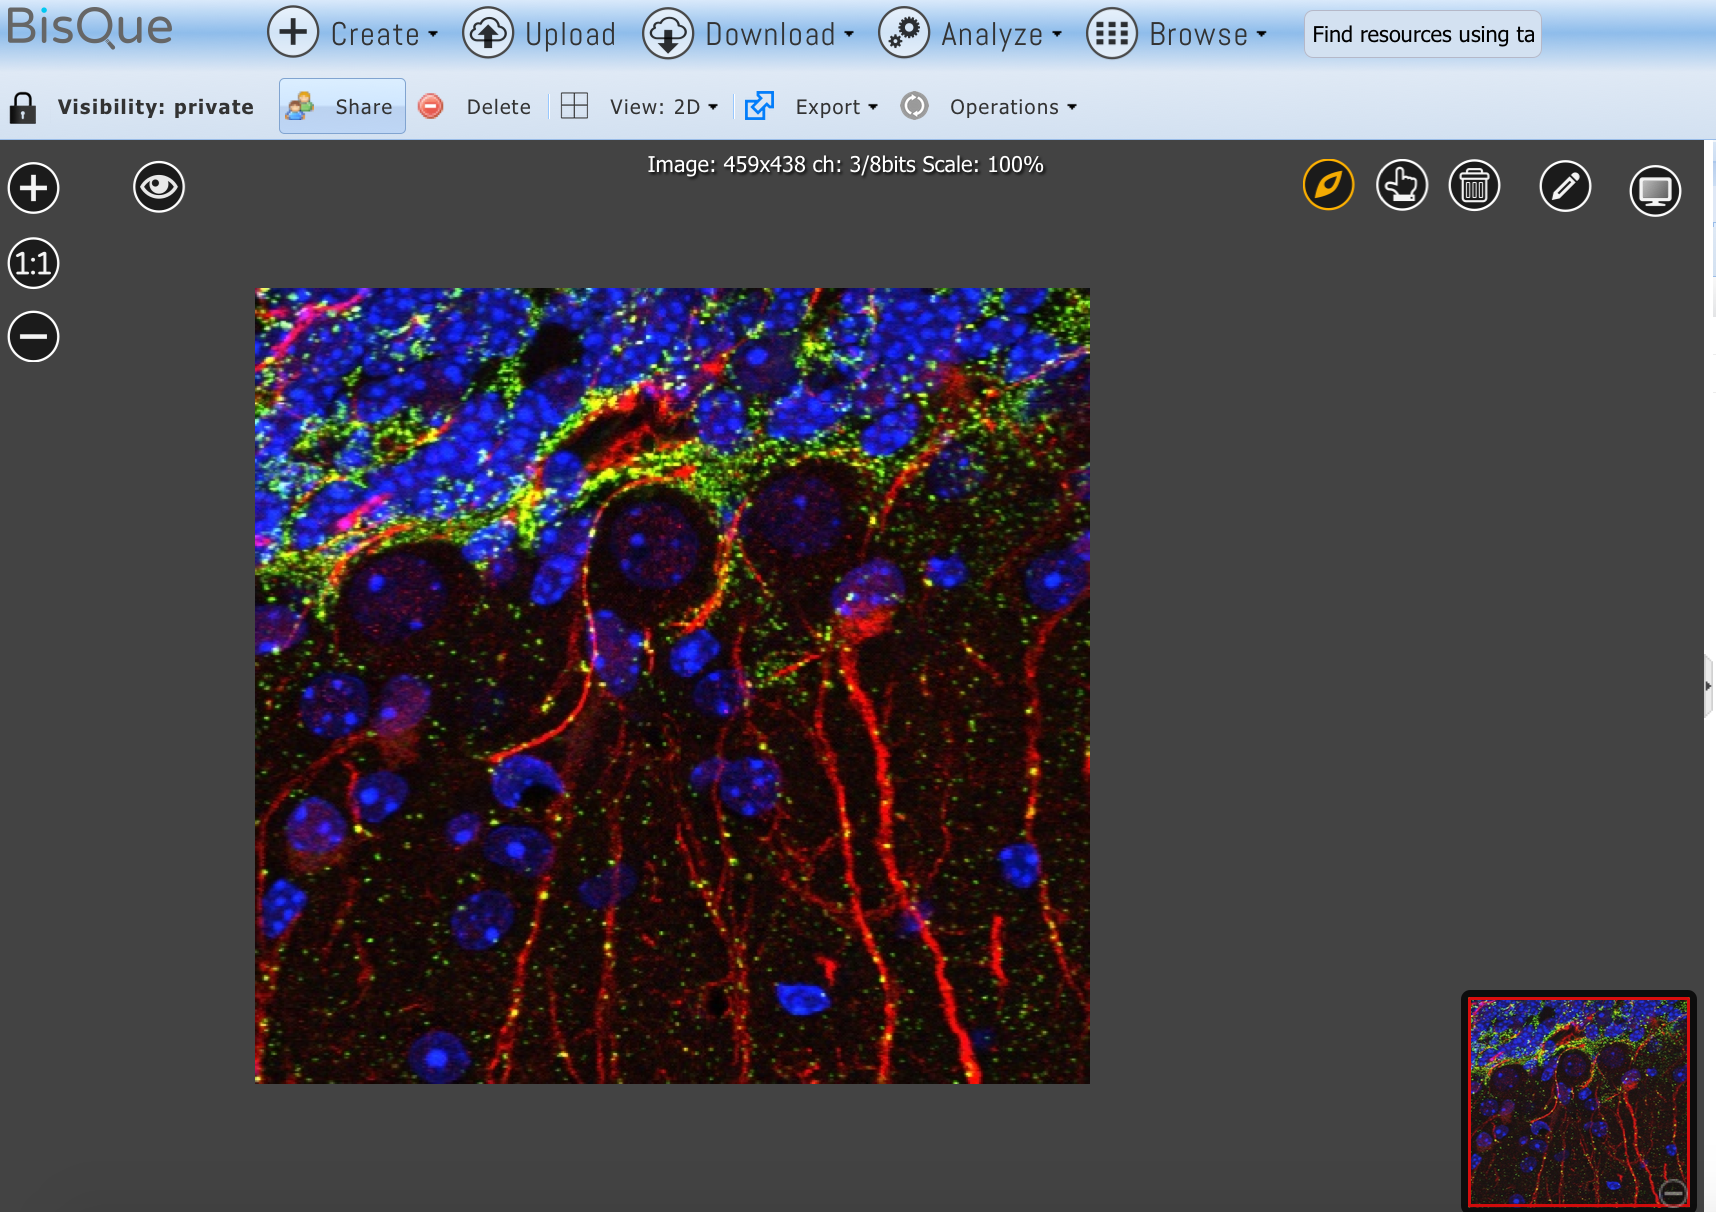 BisQue Create Upload Download Analyze Browse Find resources using ta
Visibility: private Share Delete View: 2D Export Operations
Image: 459x438 ch: 3/8bits Scale: 100%
1:1